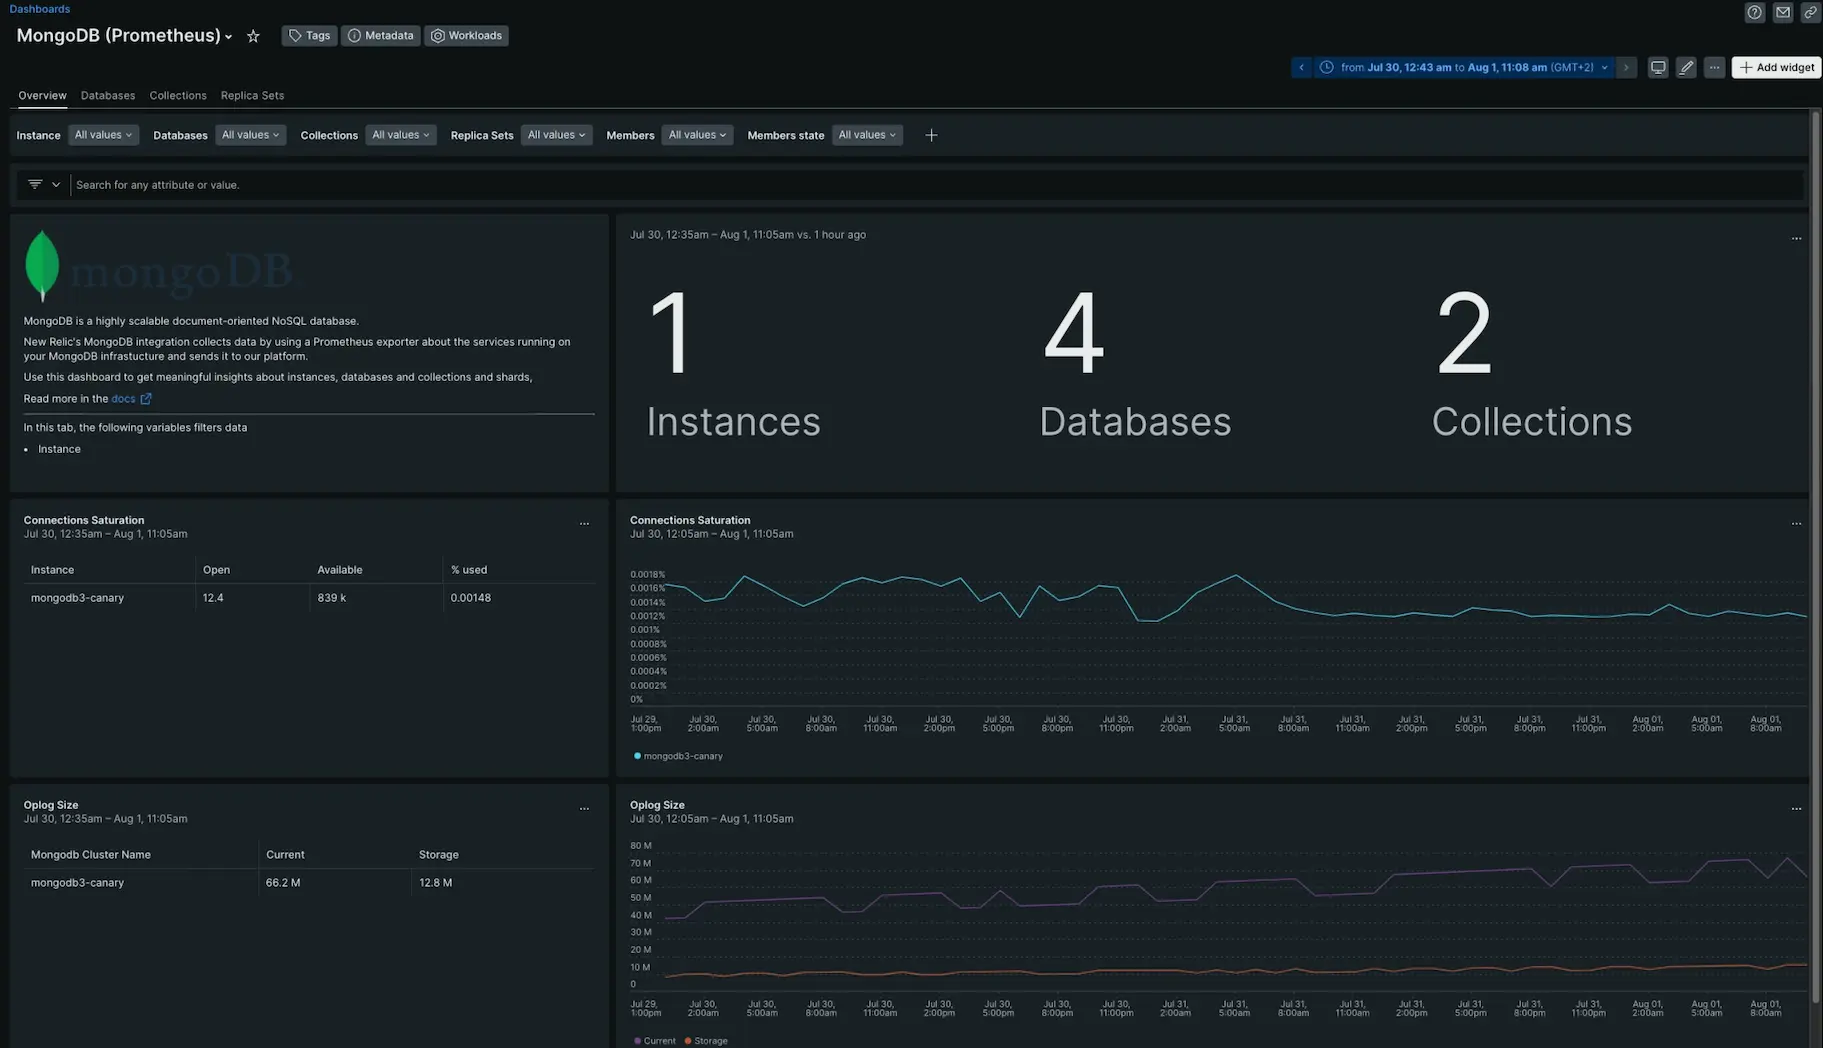 Dashboards
MongoDB (Prometheus)
Tags
Metadata
Workloads
from Jul 30, 12:43 am to Aug 1, 11:08 am (GMT+2)
Add widget
Overview Databases Collections Replica Sets
Instance All values Databases All values Collections All values Replica Sets All values Members All values Members state All values
Search for any attribute or value.
mongoDB.
MongoDB is a highly scalable document-oriented NoSQL database.
New Relic's MongoDB integration collects data by using a Prometheus exporter about the services running on
your MongoDB infrastucture and sends it to our platform.
Use this dashboard to get meaningful insights about instances, databases and collections and shards,
Read more in the docs
In this tab, the following variables filters data
• Instance
Jul 30, 12:35am – Aug 1, 11:05am vs. 1 hour ago
1 4 2
Instances Databases Collections
Connections Saturation
Jul 30, 12:35am – Aug 1, 11:05am
Instance Open Available % used
mongodb3-canary 12.4 839 k 0.00148
Connections Saturation
Jul 30, 12:05am – Aug 1, 11:05am
0.0018%
0.0016%
0.0014%
0.0012%
0.001%
0.0008%
0.0006%
0.0004%
0.0002%
0%
Jul 29, Jul 30, Jul 30, Jul 30, Jul 30, Jul 30, Jul 30, Jul 30, Jul 30, Jul 31, Jul 31, Jul 31, Jul 31, Jul 31, Jul 31, Jul 31, Jul 31, Aug 01, Aug 01, Aug 01,
1:00pm 2:00am 5:00am 8:00am 11:00am 2:00pm 5:00pm 8:00pm 11:00pm 2:00am 5:00am 8:00am 11:00am 2:00pm 5:00pm 8:00pm 11:00pm 2:00am 5:00am 8:00am
mongodb3-canary
Oplog Size
Jul 30, 12:35am – Aug 1, 11:05am
Mongodb Cluster Name Current Storage
mongodb3-canary 66.2 M 12.8 M
Oplog Size
Jul 30, 12:05am – Aug 1, 11:05am
80 M
70 M
60 M
50 M
40 M
30 M
20 M
10 M
0
Jul 29, Jul 30, Jul 30, Jul 30, Jul 30, Jul 30, Jul 30, Jul 30, Jul 30, Jul 31, Jul 31, Jul 31, Jul 31, Jul 31, Jul 31, Jul 31, Jul 31, Aug 01, Aug 01, Aug 01,
1:00pm 2:00am 5:00am 8:00am 11:00am 2:00pm 5:00pm 8:00pm 11:00pm 2:00am 5:00am 8:00am 11:00am 2:00pm 5:00pm 8:00pm 11:00pm 2:00am 5:00am 8:00am
Current Storage